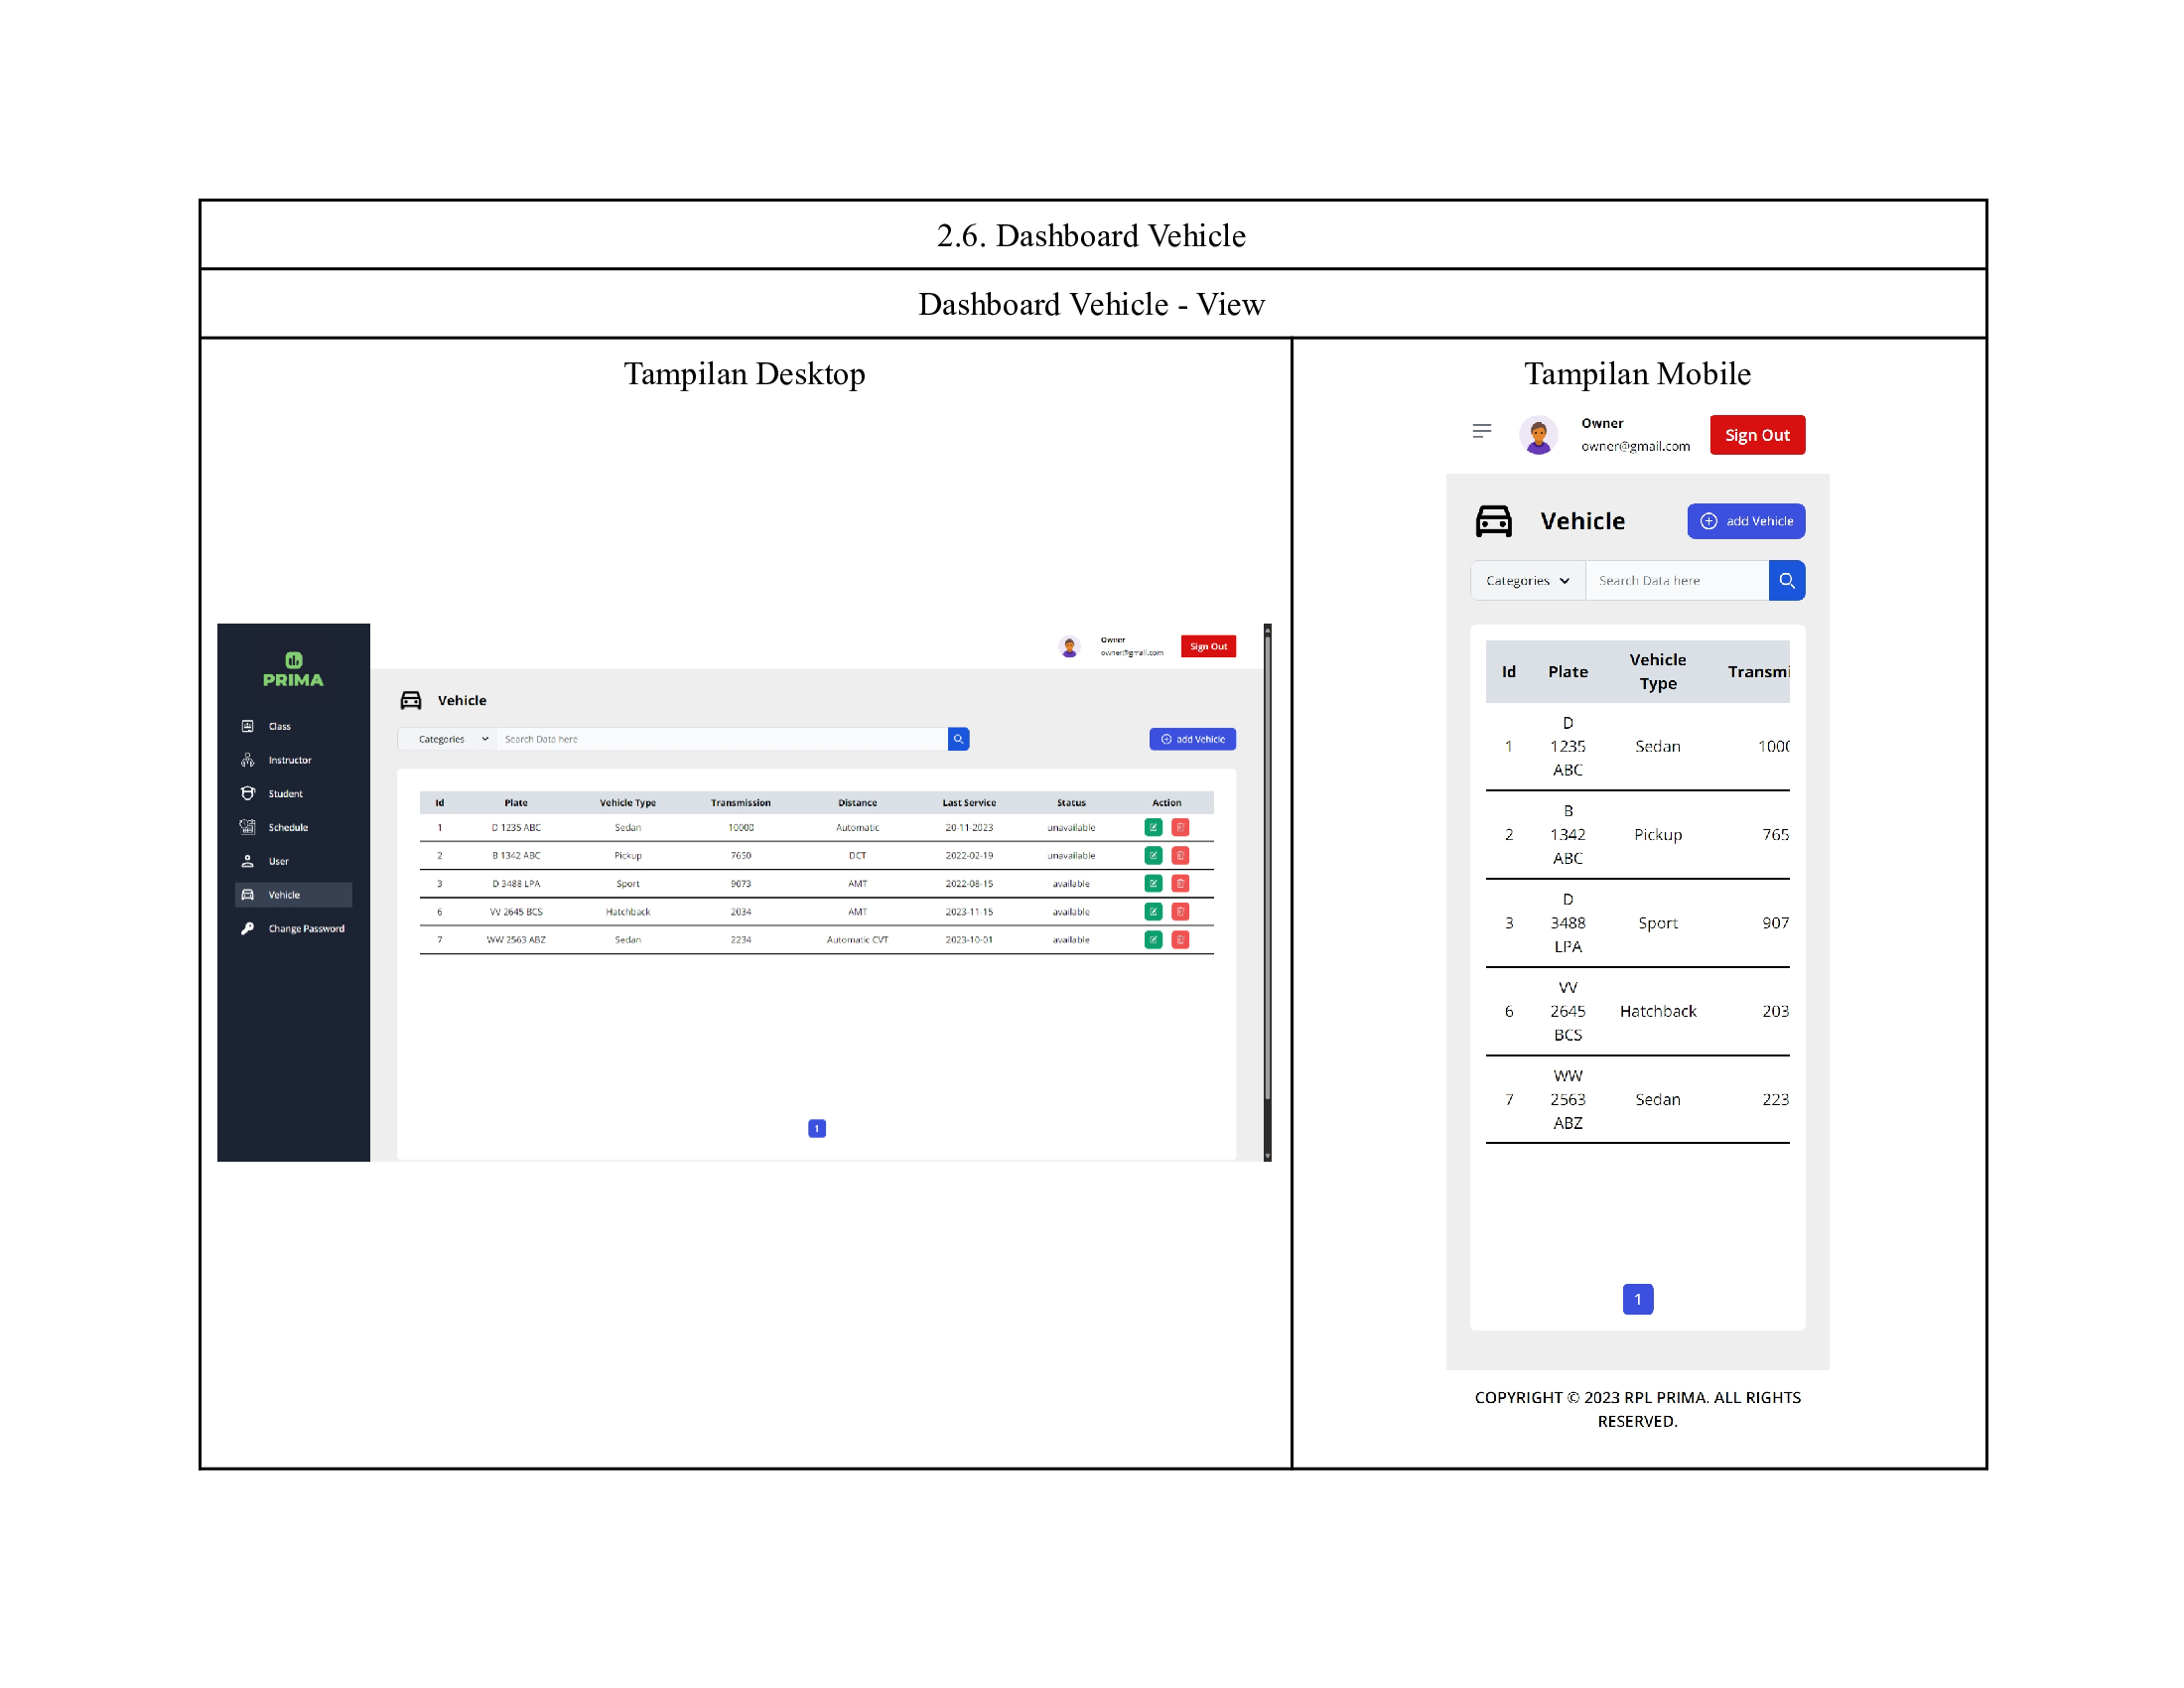 2.6. Dashboard Vehicle
Dashboard Vehicle - View
Tampilan Desktop
PRIMA
Class
Instructor
Student
Schedule
User
Vehicle
Change Password
Owner
owner@gmail.com
Sign Out
Vehicle
Categories Search Data here
add Vehicle
Id Plate Vehicle Type Transmission Distance Last Service Status Action
1 D 1235 ABC Sedan 10000 Automatic 20-11-2023 unavailable
2 B 1342 ABC Pickup 7650 DCT 2022-02-19 unavailable
3 D 3488 LPA Sport 9073 AMT 2022-08-15 available
6 VV 2645 BCS Hatchback 2034 AMT 2023-11-15 available
7 WW 2563 ABZ Sedan 2234 Automatic CVT 2023-10-01 available
1
Tampilan Mobile
Owner
owner@gmail.com
Sign Out
Vehicle
add Vehicle
Categories Search Data here
Id Plate Vehicle Type Transmi
1 D 1235 ABC Sedan 1000
2 B 1342 ABC Pickup 765
3 D 3488 LPA Sport 907
6 VV 2645 BCS Hatchback 203
7 WW 2563 ABZ Sedan 223
1
COPYRIGHT © 2023 RPL PRIMA. ALL RIGHTS
RESERVED.